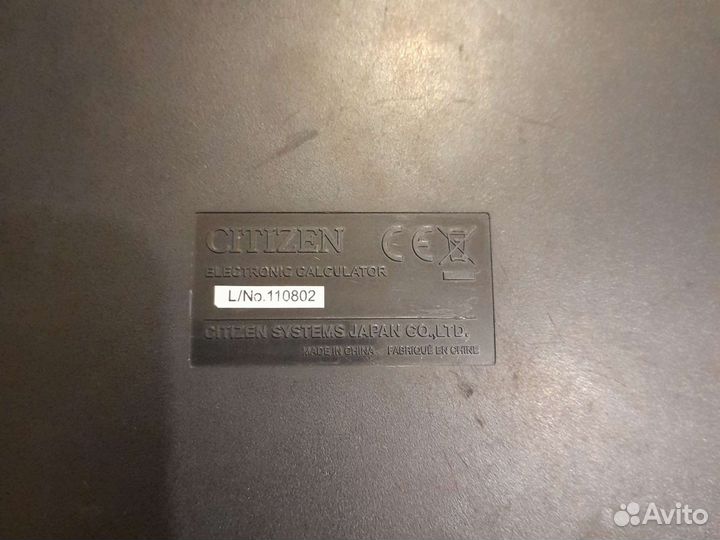 CITIZEN CE
ELECTRONIC CALCULATOR
L/No.110802
CITIZEN SYSTEMS JAPAN CO.,LTD.
MADE IN CHINA FABRIQUÉ EN CHINE
Avito